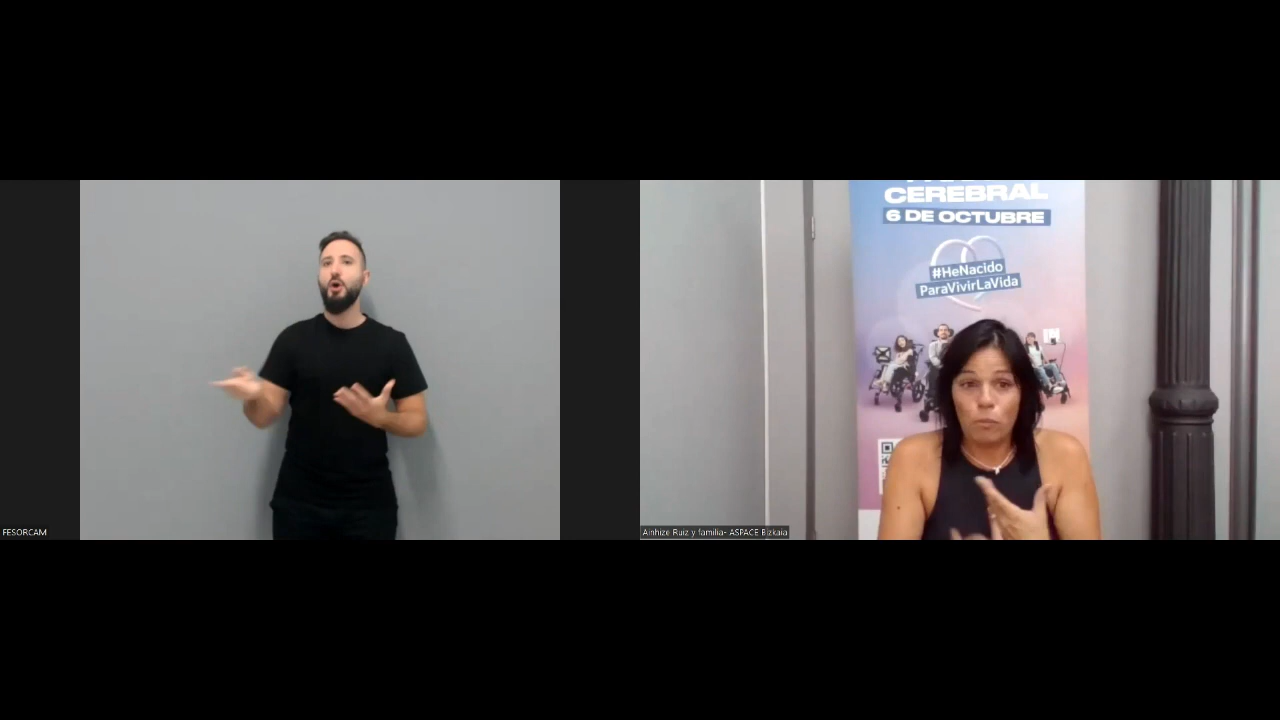 CEREBRAL
6 DE OCTUBRE
#HeNacido
ParaVivirLaVida
FESORCAM
Ainhize Ruiz y familia- ASPACE Bizkaia